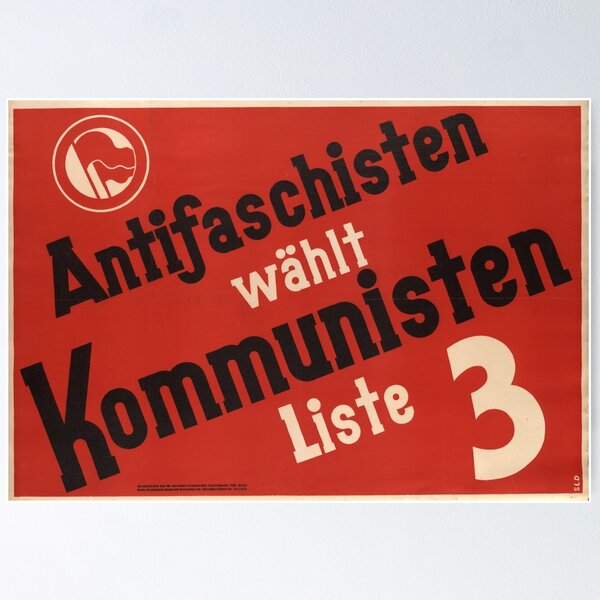 Antifaschisten
wählt
Kommunisten
Liste 3
SLD